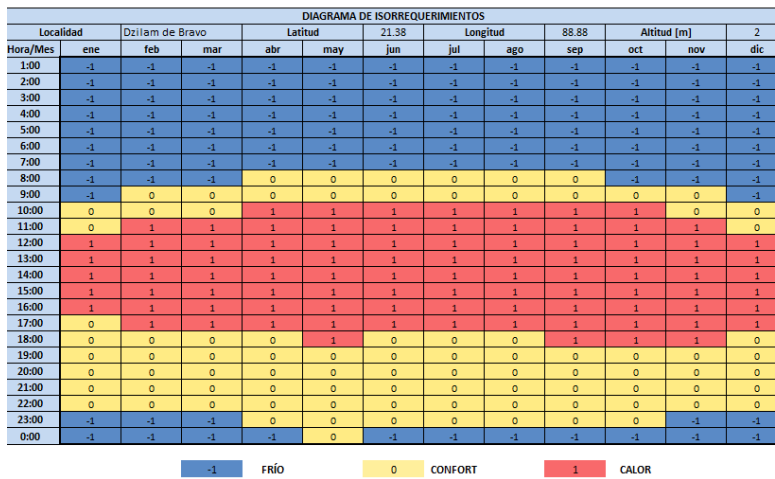 DIAGRAMA DE ISORREQUERIMIENTOS
Localidad Dzilam de Bravo Latitud 21.38 Longitud 88.88 Altitud [m] 2
Hora/Mes ene feb mar abr may jun jul ago sep oct nov dic
1:00 -1 -1 -1 -1 -1 -1 -1 -1 -1 -1 -1 -1
2:00 -1 -1 -1 -1 -1 -1 -1 -1 -1 -1 -1 -1
3:00 -1 -1 -1 -1 -1 -1 -1 -1 -1 -1 -1 -1
4:00 -1 -1 -1 -1 -1 -1 -1 -1 -1 -1 -1 -1
5:00 -1 -1 -1 -1 -1 -1 -1 -1 -1 -1 -1 -1
6:00 -1 -1 -1 -1 -1 -1 -1 -1 -1 -1 -1 -1
7:00 -1 -1 -1 -1 -1 -1 -1 -1 -1 -1 -1 -1
8:00 -1 -1 -1 0 0 0 0 0 0 -1 -1 -1
9:00 -1 0 0 0 0 0 0 0 0 0 0 -1
10:00 0 0 0 1 1 1 1 1 1 1 0 0
11:00 0 1 1 1 1 1 1 1 1 1 1 0
12:00 1 1 1 1 1 1 1 1 1 1 1 1
13:00 1 1 1 1 1 1 1 1 1 1 1 1
14:00 1 1 1 1 1 1 1 1 1 1 1 1
15:00 1 1 1 1 1 1 1 1 1 1 1 1
16:00 1 1 1 1 1 1 1 1 1 1 1 1
17:00 0 1 1 1 1 1 1 1 1 1 1 1
18:00 0 0 0 0 1 0 0 0 1 1 1 0
19:00 0 0 0 0 0 0 0 0 0 0 0 0
20:00 0 0 0 0 0 0 0 0 0 0 0 0
21:00 0 0 0 0 0 0 0 0 0 0 0 0
22:00 0 0 0 0 0 0 0 0 0 0 0 0
23:00 -1 -1 -1 0 0 0 0 0 0 0 -1 -1
0:00 -1 -1 -1 -1 0 -1 -1 -1 -1 -1 -1 -1
-1 FRÍO 0 CONFORT 1 CALOR